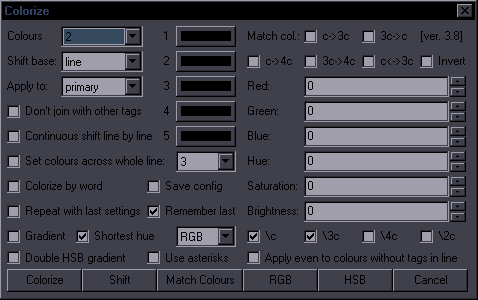 Colorize
Colours 2 1 Match col.: c->3c 3c->c [ver. 3.8]
Shift base: line 2 c->4c 3c->4c c<->3c Invert
Apply to: primary 3 Red: 0
Don't join with other tags 4 Green: 0
Continuous shift line by line 5 Blue: 0
Set colours across whole line: 3 Hue: 0
Colorize by word Save config Saturation: 0
Repeat with last settings Remember last Brightness: 0
Gradient Shortest hue RGB \c \3c \4c \2c
Double HSB gradient Use asterisks Apply even to colours without tags in line
Colorize Shift Match Colours RGB HSB Cancel